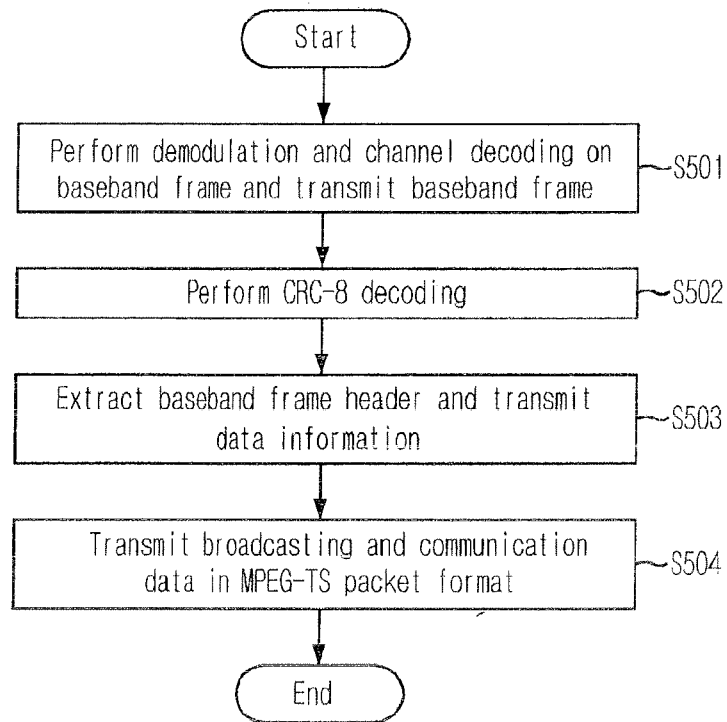 Start
Perform demodulation and channel decoding on
baseband frame and transmit baseband frame
S501
Perform CRC-8 decoding
S502
Extract baseband frame header and transmit
data information
S503
Transmit broadcasting and communication
data in MPEG-TS packet format
S504
End